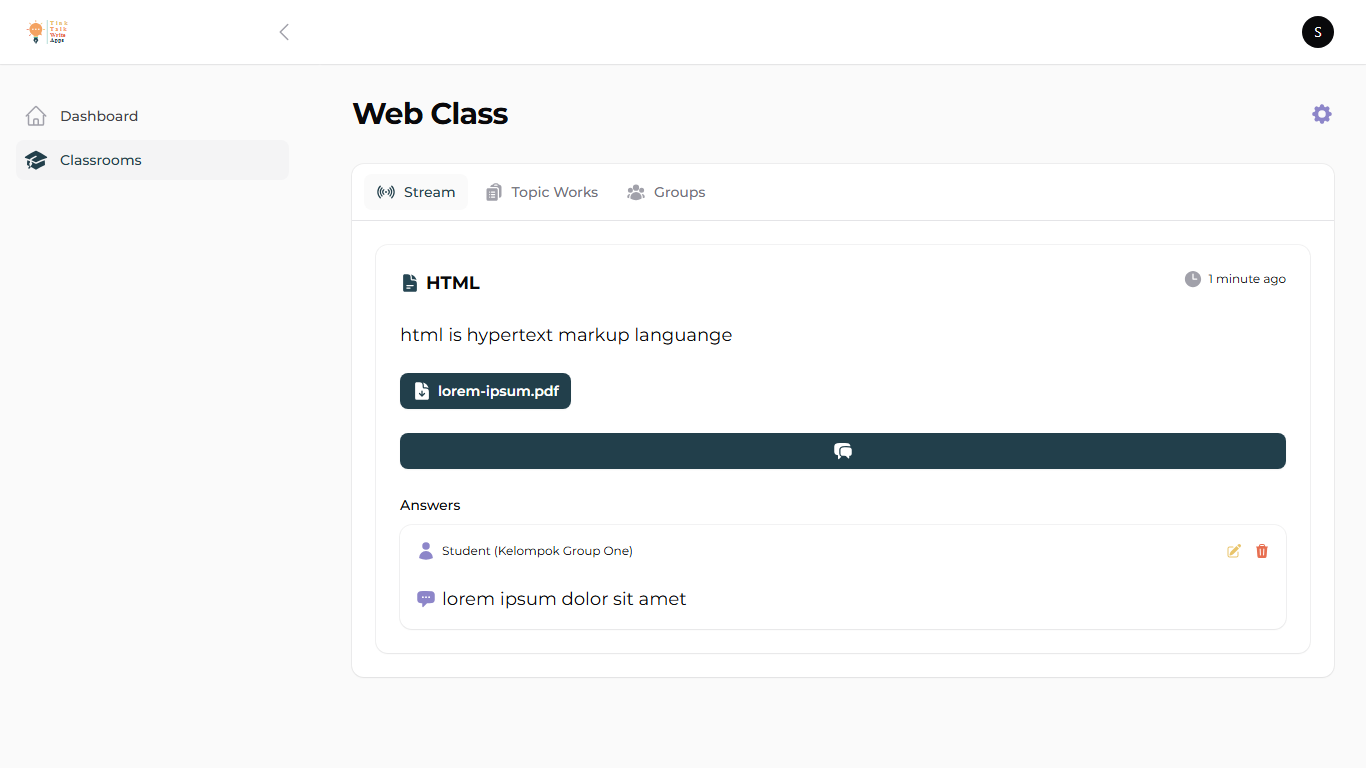 Think
Talk
Write
Apps
S
Dashboard
Classrooms
Web Class
Stream
Topic Works
Groups
HTML
1 minute ago
html is hypertext markup languange
lorem-ipsum.pdf
Answers
Student (Kelompok Group One)
lorem ipsum dolor sit amet